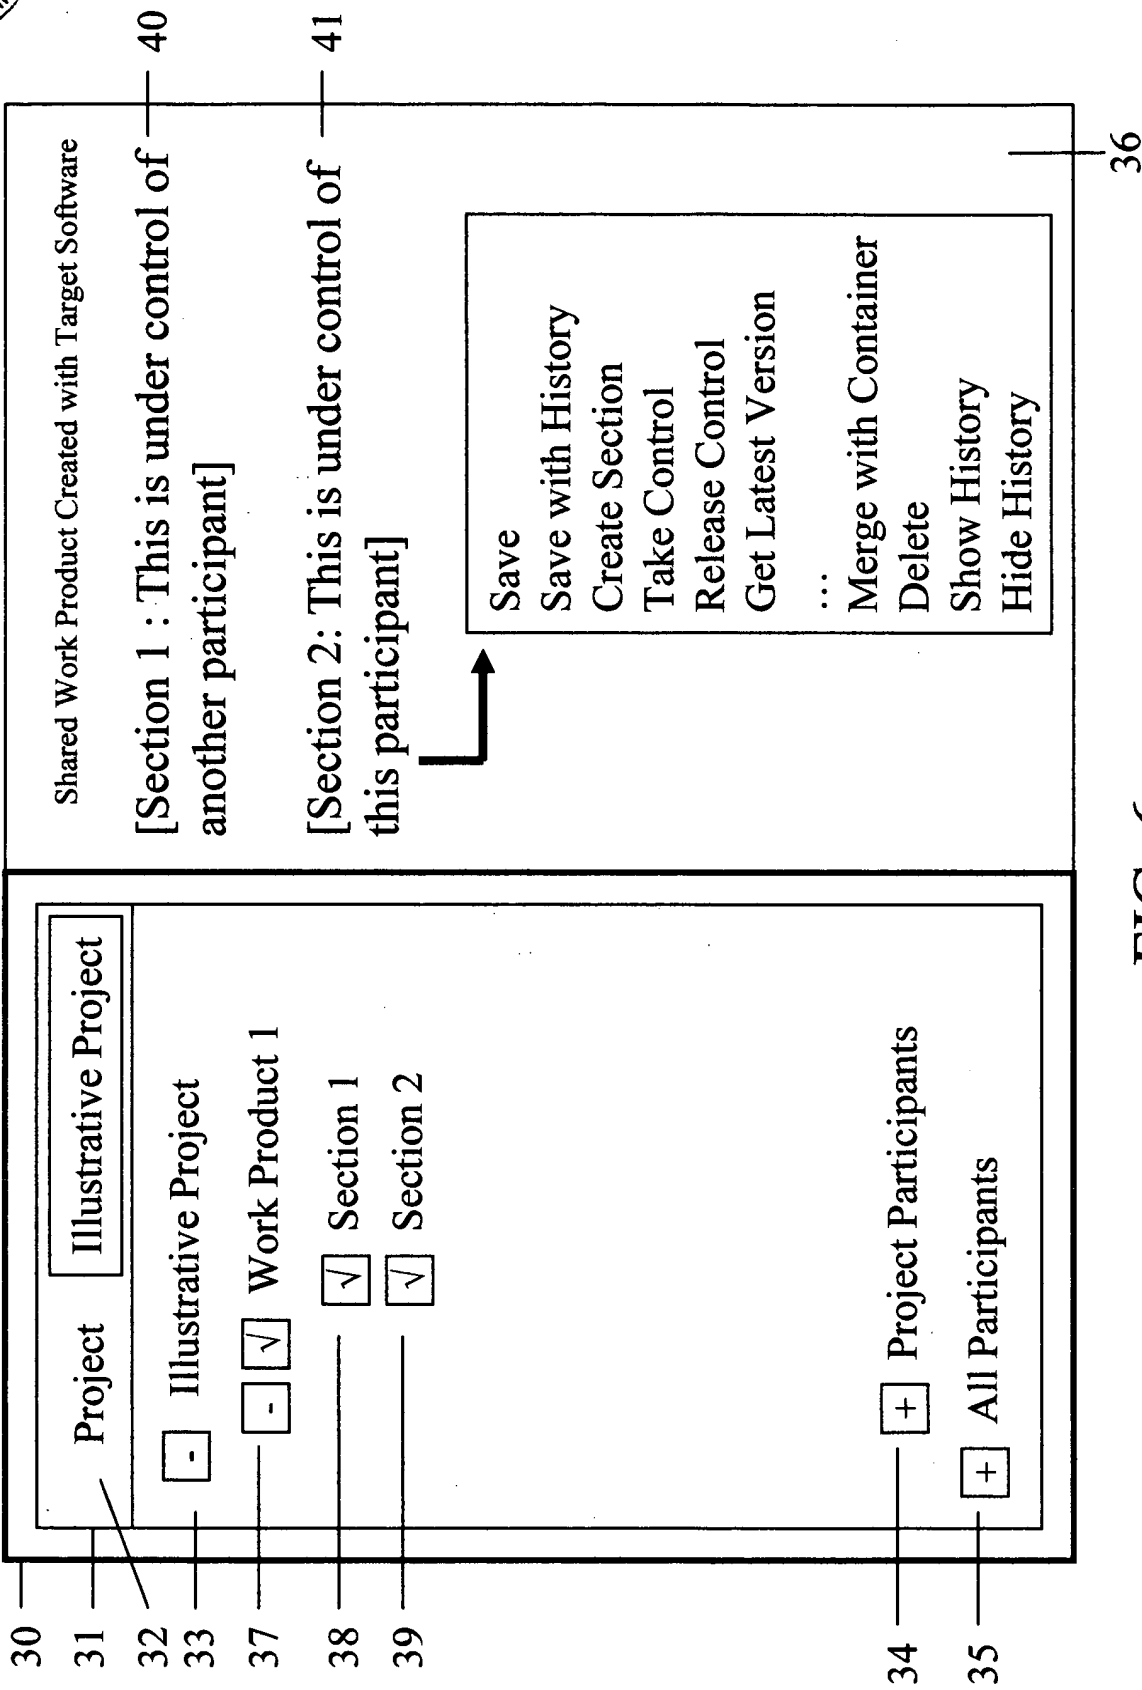 30
31
32
33
37
38
39
34
35
Project
Illustrative Project
- Illustrative Project
- √ Work Product 1
√ Section 1
√ Section 2
+ Project Participants
+ All Participants
Shared Work Product Created with Target Software
[Section 1 : This is under control of
another participant]
40
[Section 2: This is under control of
this participant]
41
Save
Save with History
Create Section
Take Control
Release Control
Get Latest Version
...
Merge with Container
Delete
Show History
Hide History
36